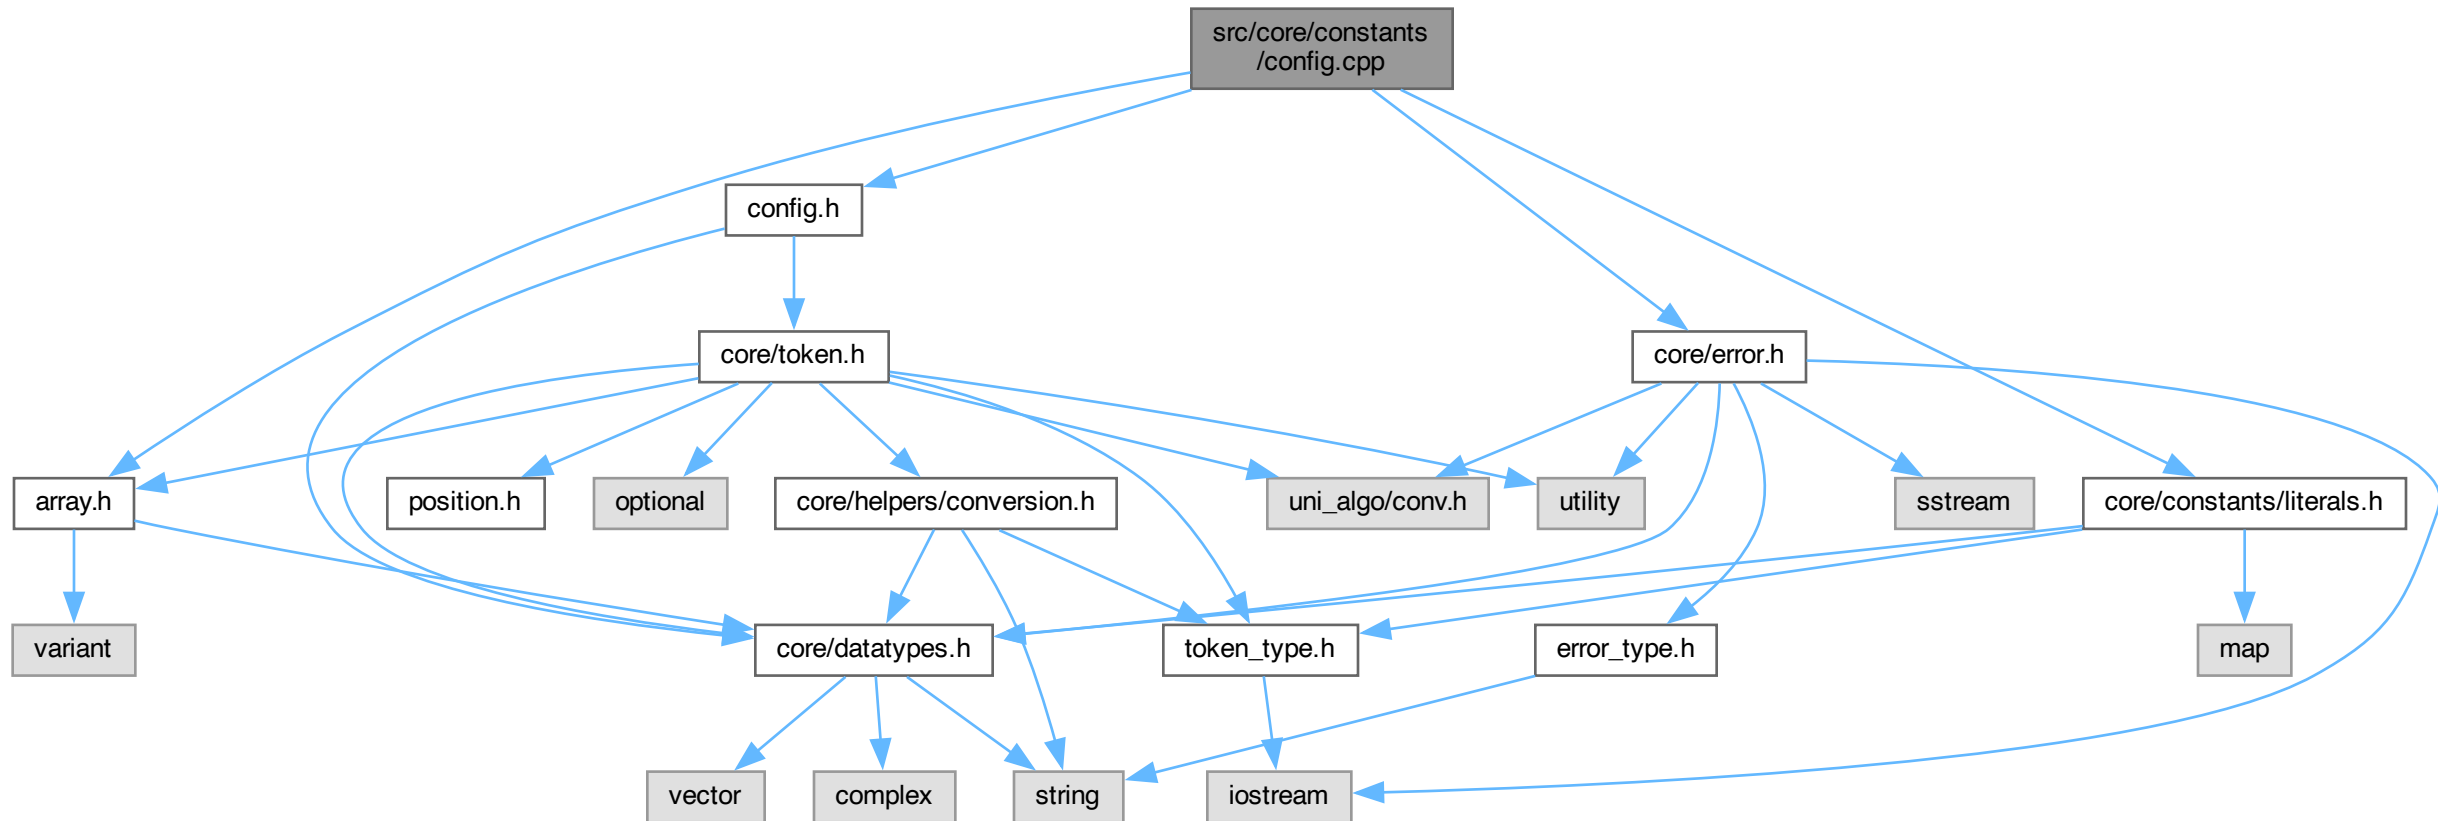 src/core/constants
/config.cpp
config.h
core/token.h
core/error.h
array.h
position.h
optional
core/helpers/conversion.h
uni_algo/conv.h
utility
sstream
core/constants/literals.h
variant
core/datatypes.h
token_type.h
error_type.h
map
vector
complex
string
iostream